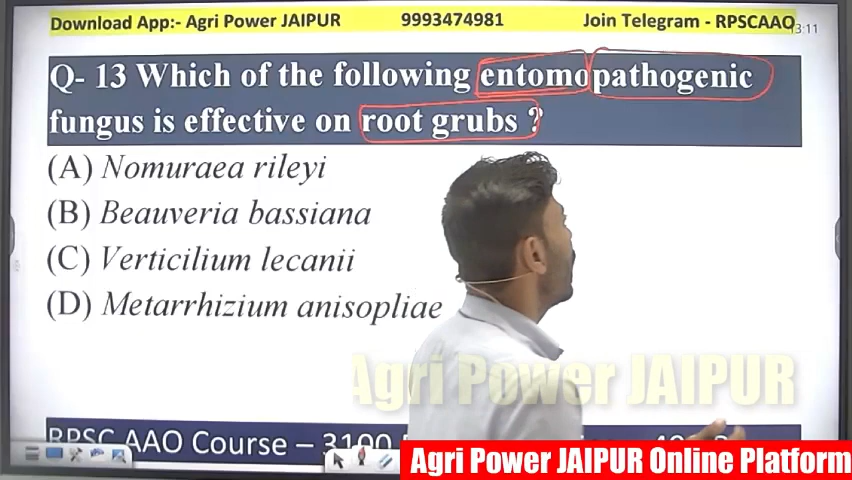 Download App:- Agri Power JAIPUR 9993474981 Join Telegram - RPSCAAO
13:11
Q- 13 Which of the following entomopathogenic
fungus is effective on root grubs ?
(A) Nomuraea rileyi
(B) Beauveria bassiana
(C) Verticilium lecanii
(D) Metarrhizium anisopliae
Agri Power JAIPUR
RPSC AAO Course – 3100
Agri Power JAIPUR Online Platform